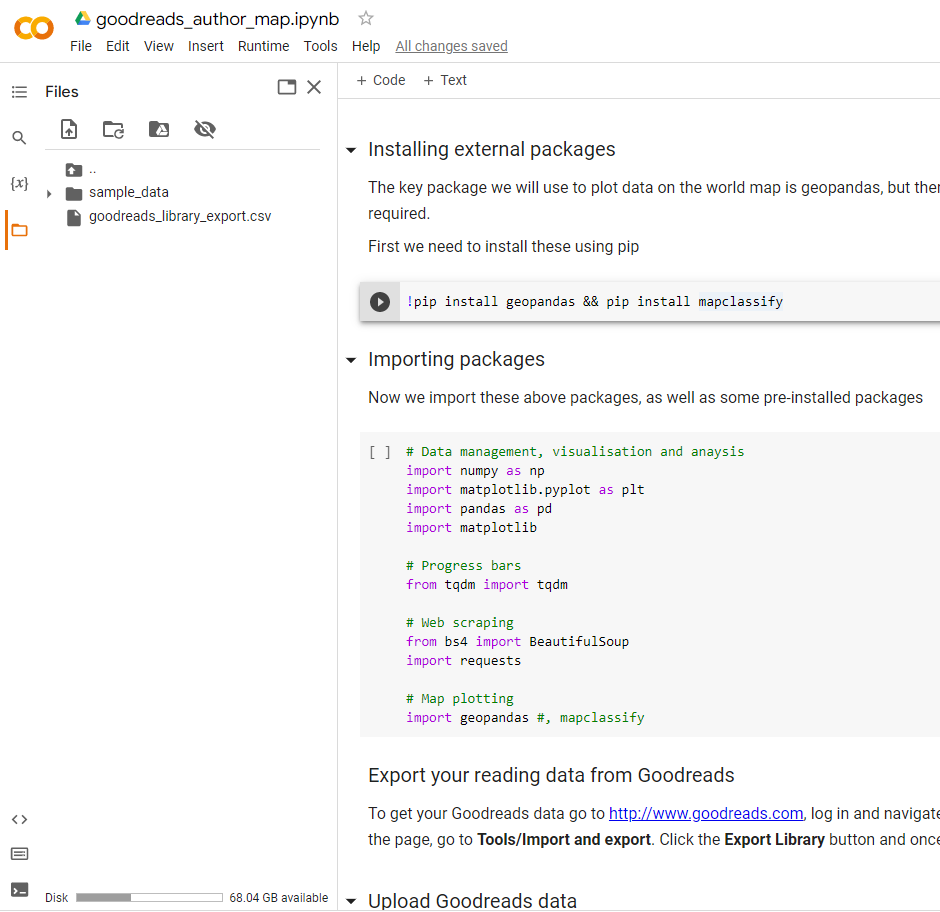 goodreads_author_map.ipynb
File Edit View Insert Runtime Tools Help All changes saved
Files
+ Code + Text
{x}
..
sample_data
goodreads_library_export.csv
Installing external packages
The key package we will use to plot data on the world map is geopandas, but
required.
First we need to install these using pip
!pip install geopandas && pip install mapclassify
Importing packages
Now we import these above packages, as well as some pre-installed packages
[ ] # Data management, visualisation and anaysis
import numpy as np
import matplotlib.pyplot as plt
import pandas as pd
import matplotlib
# Progress bars
from tqdm import tqdm
# Web scraping
from bs4 import BeautifulSoup
import requests
# Map plotting
import geopandas #, mapclassify
Export your reading data from Goodreads
To get your Goodreads data go to http://www.goodreads.com, log in and navigate
the page, go to Tools/Import and export. Click the Export Library button and once
Upload Goodreads data
Disk 68.04 GB available